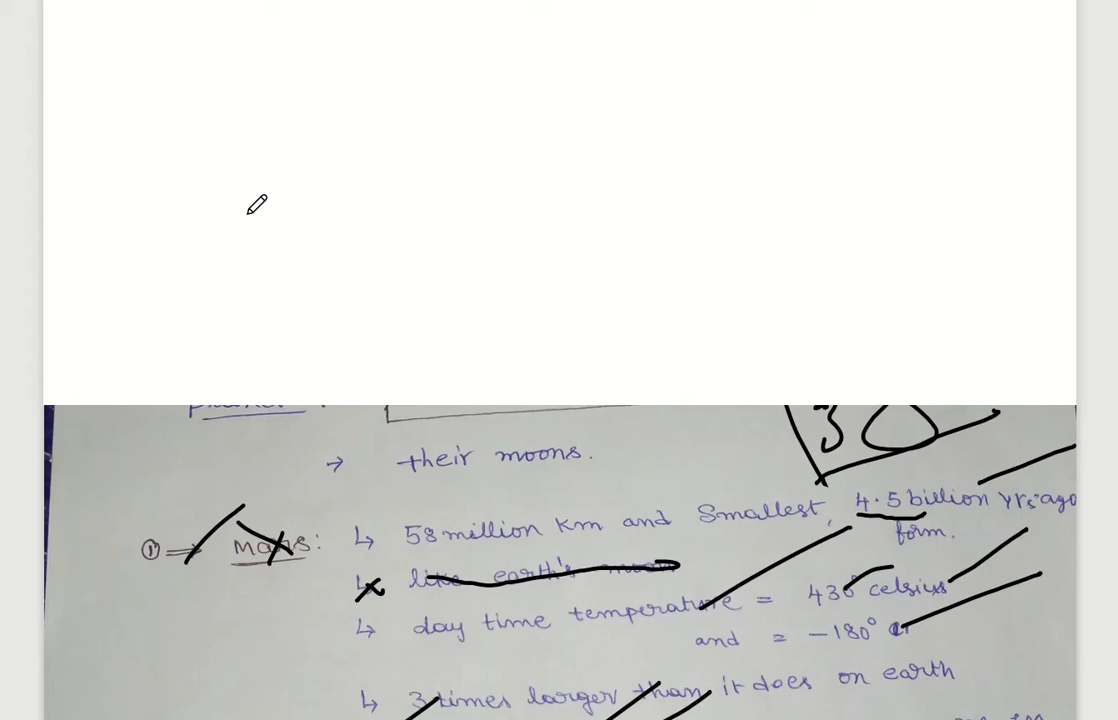 30
→ their moons.
① ⇒ Mars: ↳ 58 million Km and Smallest, 4.5 billion yrs ago
form.
↳ like earth's moon
↳ day time temperature = 430° celsius
and = -180°
↳ 3 times larger than it does on earth